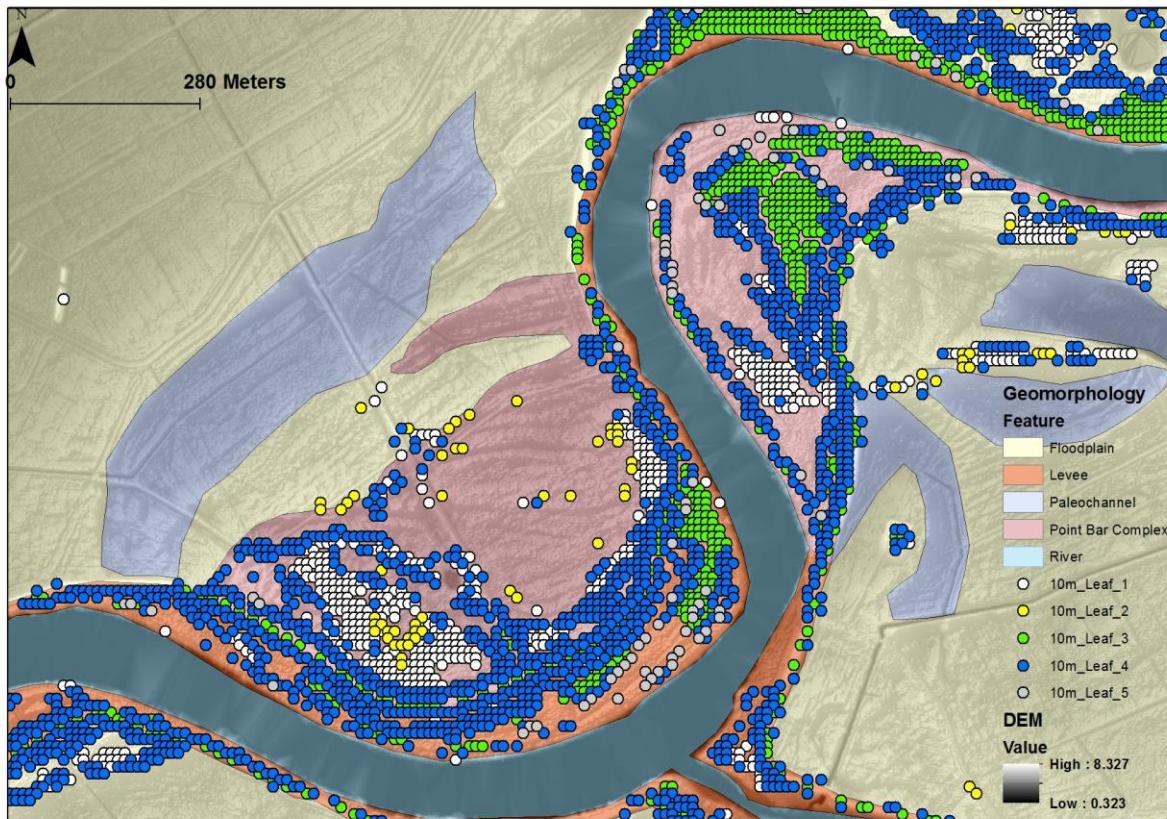 N
0
280 Meters
Geomorphology
Feature
Floodplain
Levee
Paleochannel
Point Bar Complex
River
10m_Leaf_1
10m_Leaf_2
10m_Leaf_3
10m_Leaf_4
10m_Leaf_5
DEM
Value
High : 8.327
Low : 0.323